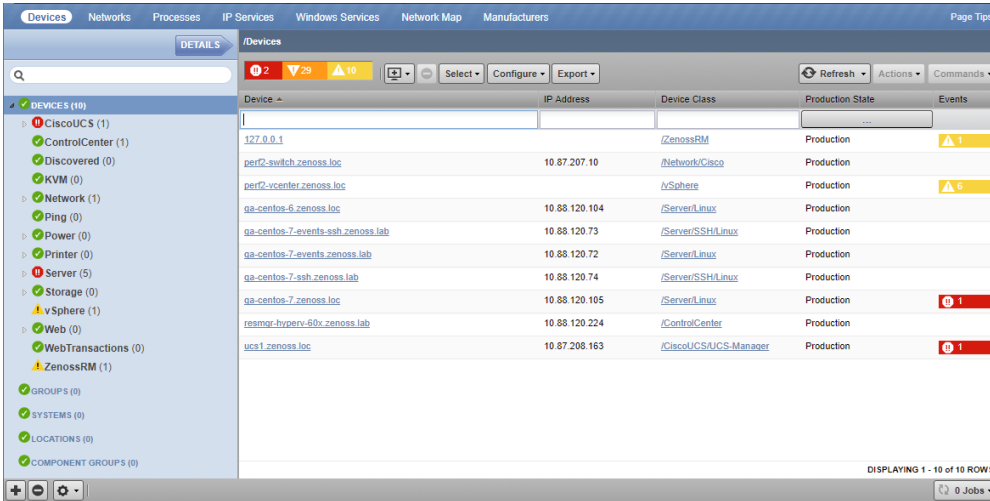 Devices Networks Processes IP Services Windows Services Network Map Manufacturers Page Tips
DETAILS
/Devices
2 29 10 Select Configure Export Refresh Actions Commands
Device IP Address Device Class Production State Events
DEVICES (10)
...
CiscoUCS (1)
ControlCenter (1)
Discovered (0)
KVM (0)
Network (1)
Ping (0)
Power (0)
Printer (0)
Server (5)
Storage (0)
vSphere (1)
Web (0)
WebTransactions (0)
ZenossRM (1)
GROUPS (0)
SYSTEMS (0)
LOCATIONS (0)
COMPONENT GROUPS (0)
127.0.0.1 /ZenossRM Production 1
perf2-switch.zenoss.loc 10.87.207.10 /Network/Cisco Production
perf2-vcenter.zenoss.loc /vSphere Production 6
qa-centos-6.zenoss.loc 10.88.120.104 /Server/Linux Production
qa-centos-7-events-ssh.zenoss.lab 10.88.120.73 /Server/SSH/Linux Production
qa-centos-7-events.zenoss.lab 10.88.120.72 /Server/Linux Production
qa-centos-7-ssh.zenoss.lab 10.88.120.74 /Server/SSH/Linux Production
qa-centos-7.zenoss.loc 10.88.120.105 /Server/Linux Production 1
resmgr-hyperv-60x.zenoss.lab 10.88.120.224 /ControlCenter Production
ucs1.zenoss.loc 10.87.208.163 /CiscoUCS/UCS-Manager Production 1
DISPLAYING 1 - 10 of 10 ROWS
0 Jobs